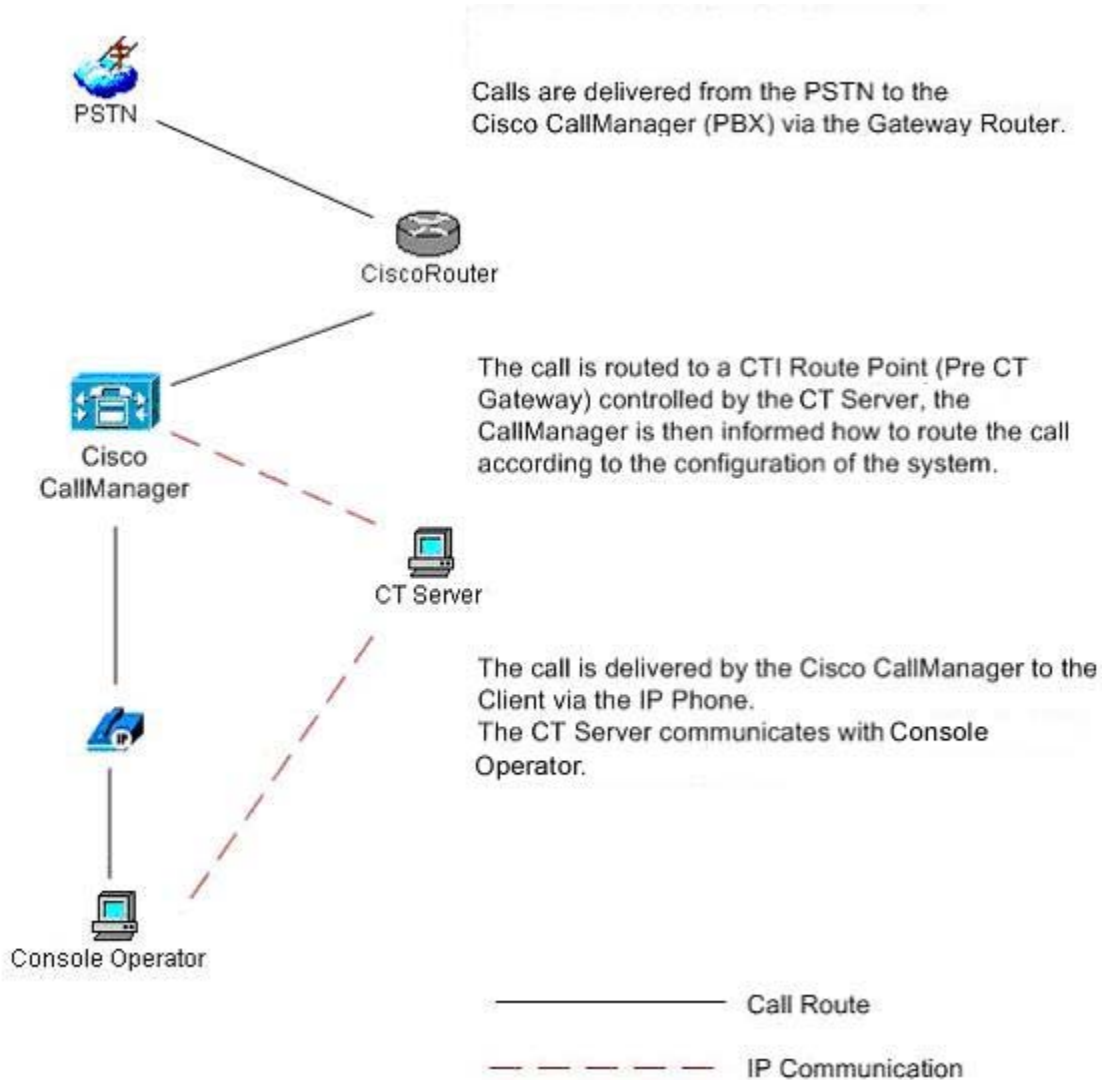 PSTN
Calls are delivered from the PSTN to the
Cisco CallManager (PBX) via the Gateway Router.
CiscoRouter
The call is routed to a CTI Route Point (Pre CT
Gateway) controlled by the CT Server, the
CallManager is then informed how to route the call
according to the configuration of the system.
Cisco
CallManager
CT Server
The call is delivered by the Cisco CallManager to the
Client via the IP Phone.
The CT Server communicates with Console
Operator.
IP
Console Operator
Call Route
IP Communication